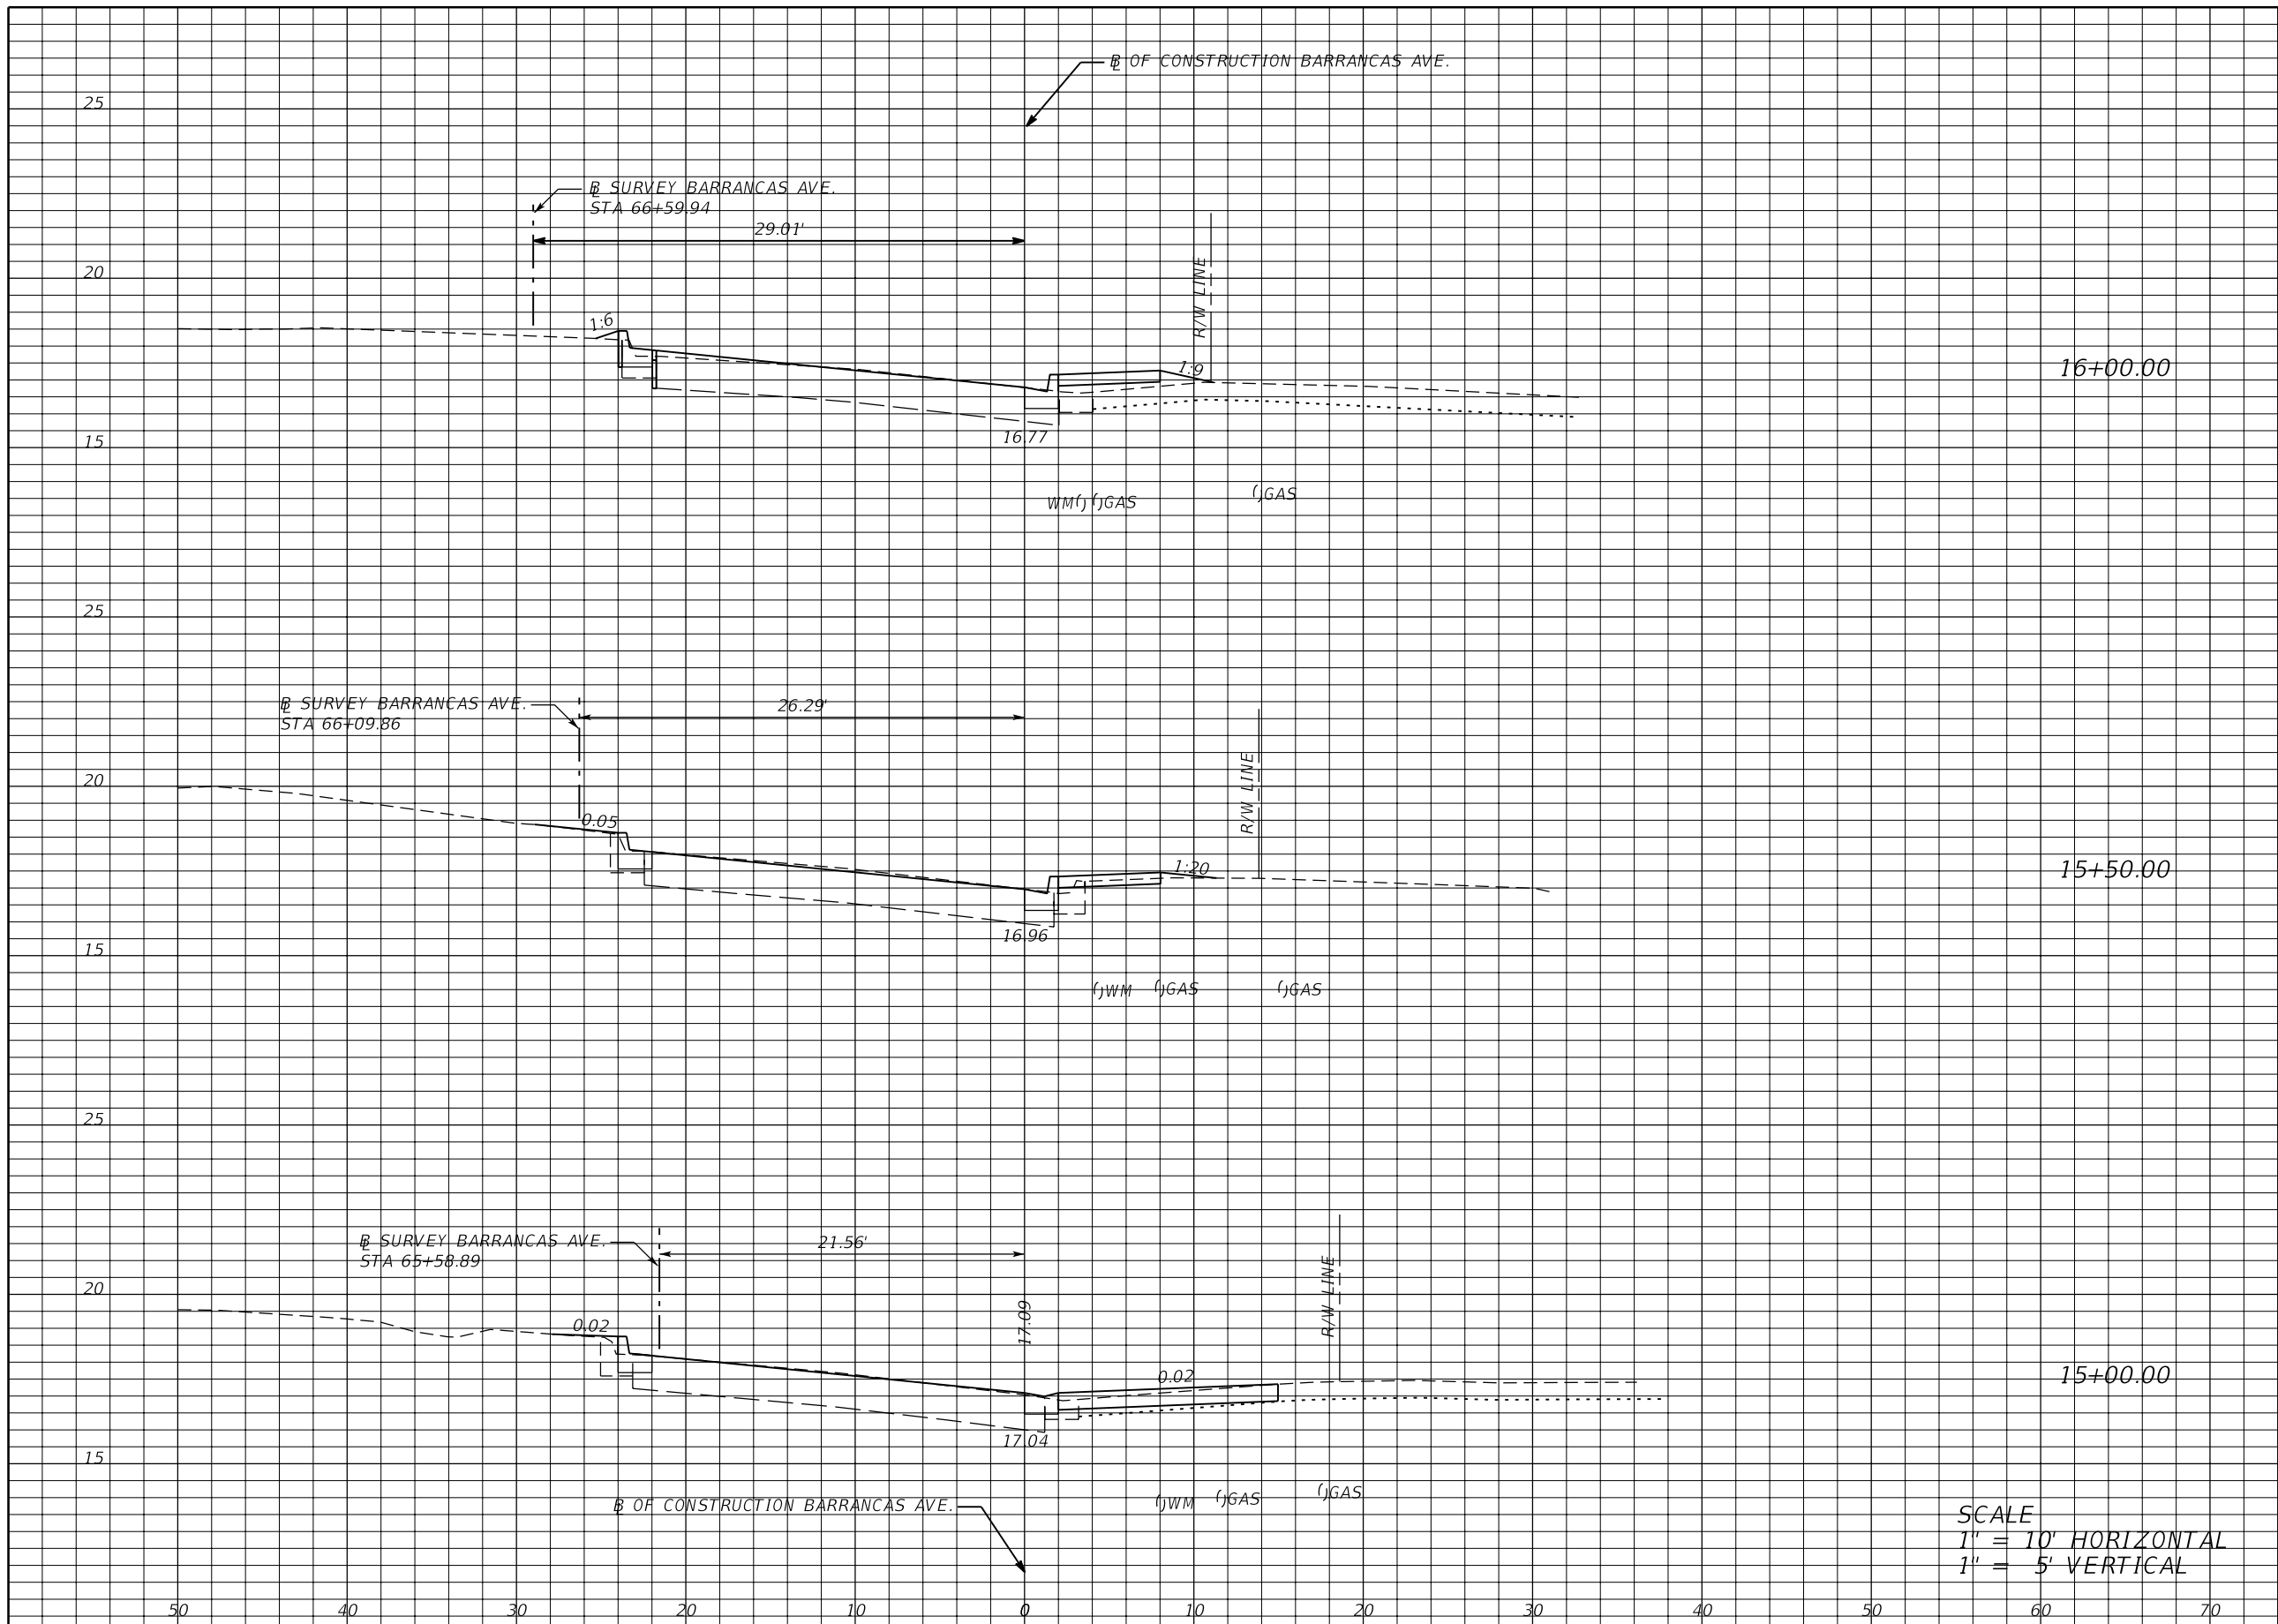 ℄ OF CONSTRUCTION BARRANCAS AVE.
25
℄ SURVEY BARRANCAS AVE.
STA 66+59.94
29.01'
R/W LINE
20
1:6
1:9
16+00.00
15
16.77
WM GAS
GAS
25
℄ SURVEY BARRANCAS AVE.
STA 66+09.86
26.29'
R/W LINE
20
0.05
1:20
15+50.00
15
16.96
WM
GAS
GAS
25
℄ SURVEY BARRANCAS AVE.
STA 65+58.89
21.56'
R/W LINE
20
17.09
0.02
0.02
15+00.00
15
17.04
WM
GAS
GAS
℄ OF CONSTRUCTION BARRANCAS AVE.
SCALE
1" = 10' HORIZONTAL
1" = 5' VERTICAL
50 40 30 20 10 0 10 20 30 40 50 60 70